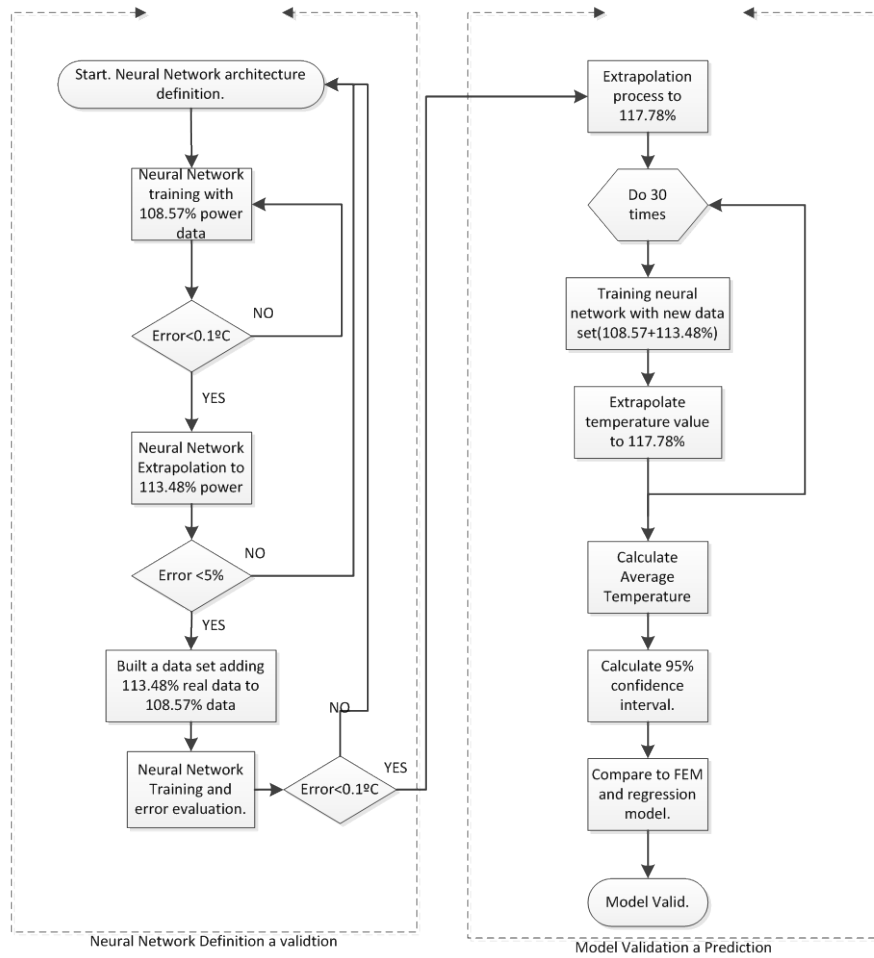 Start. Neural Network architecture
definition.
Neural Network
training with
108.57% power
data
NO
Error<0.1ºC
YES
Neural Network
Extrapolation to
113.48% power
NO
Error <5%
YES
Built a data set adding
113.48% real data to
108.57% data
Neural Network
Training and
error evaluation.
NO
Error<0.1ºC
YES
Neural Network Definition a validtion
Extrapolation
process to
117.78%
Do 30
times
Training neural
network with new data
set(108.57+113.48%)
Extrapolate
temperature value
to 117.78%
Calculate
Average
Temperature
Calculate 95%
confidence
interval.
Compare to FEM
and regression
model.
Model Valid.
Model Validation a Prediction